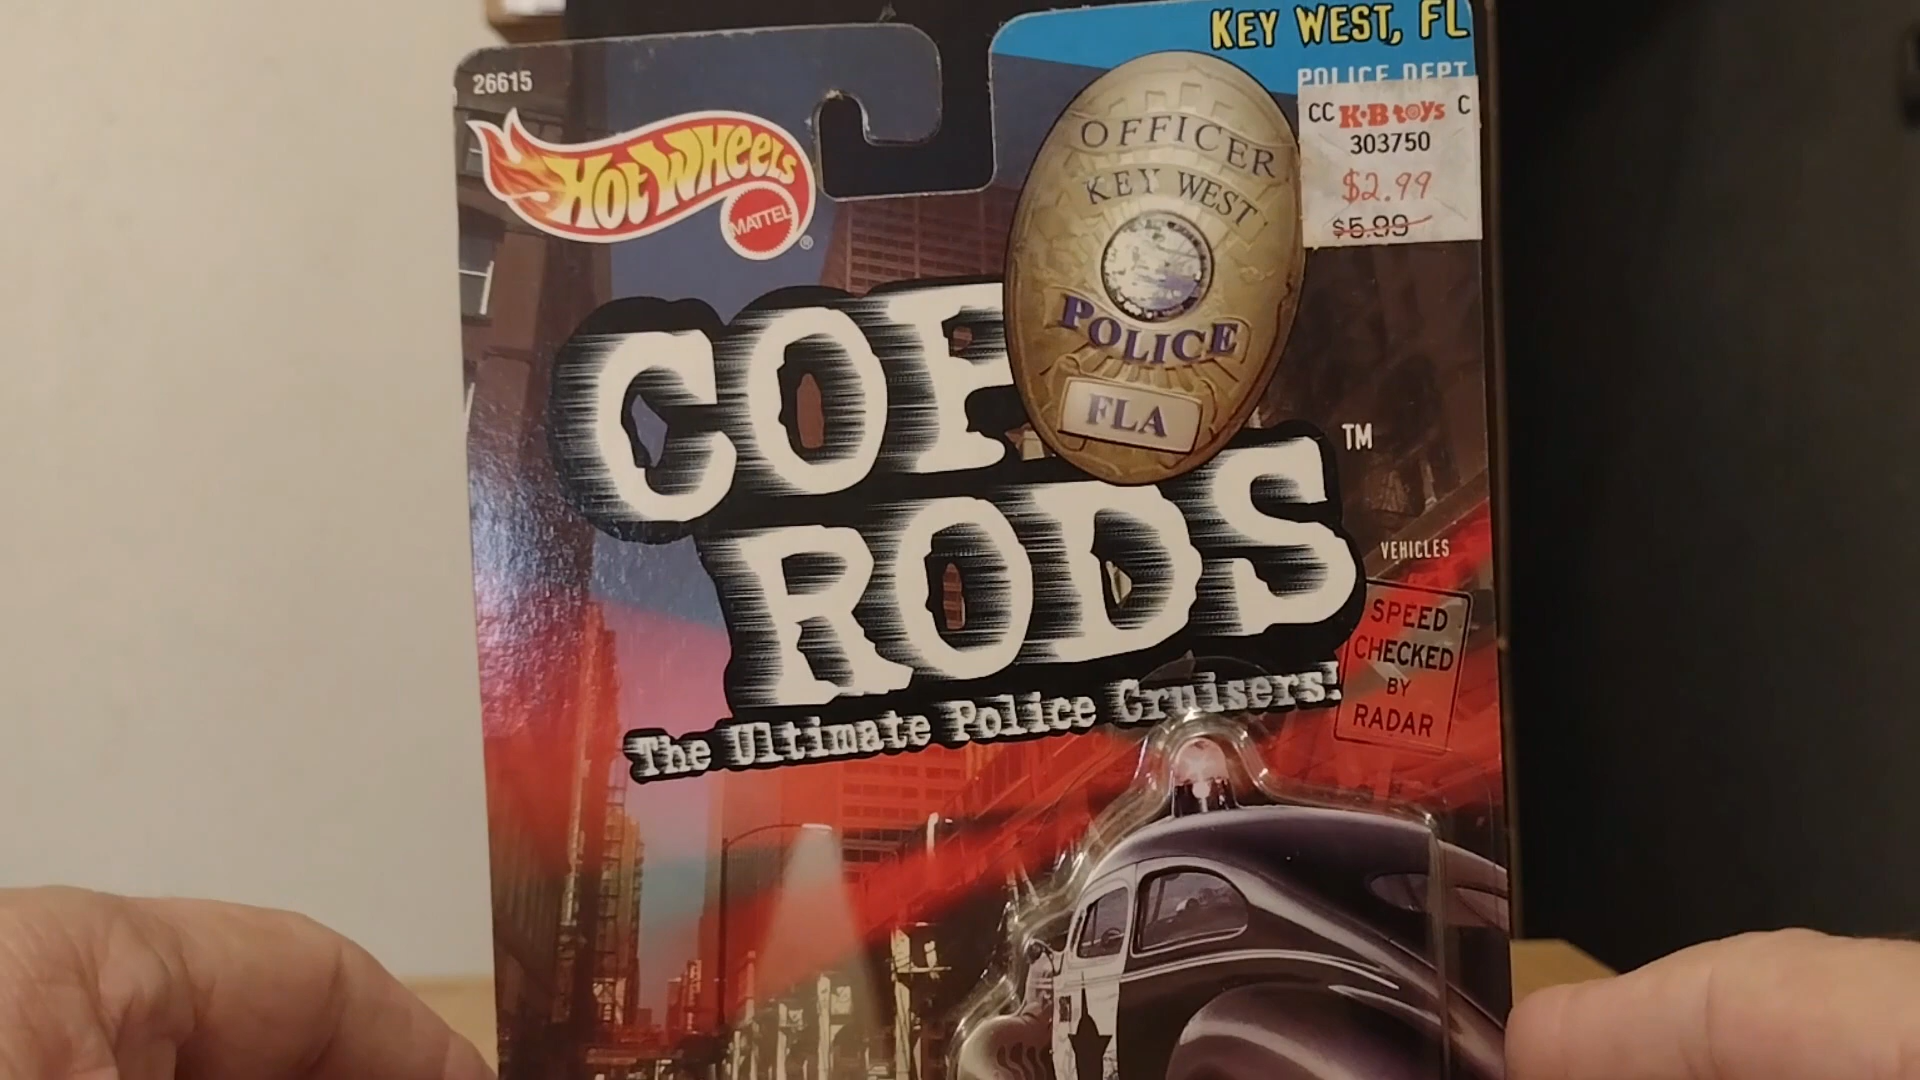 KEY WEST, FL
POLICE DEPT
26615
HOT WHEELS
MATTEL
®
CC K·B toys C
303750
$2.99
$5.99
OFFICER
KEY WEST
POLICE
FLA
COP
RODS
TM
The Ultimate Police Cruisers!
VEHICLES
SPEED
CHECKED
BY
RADAR